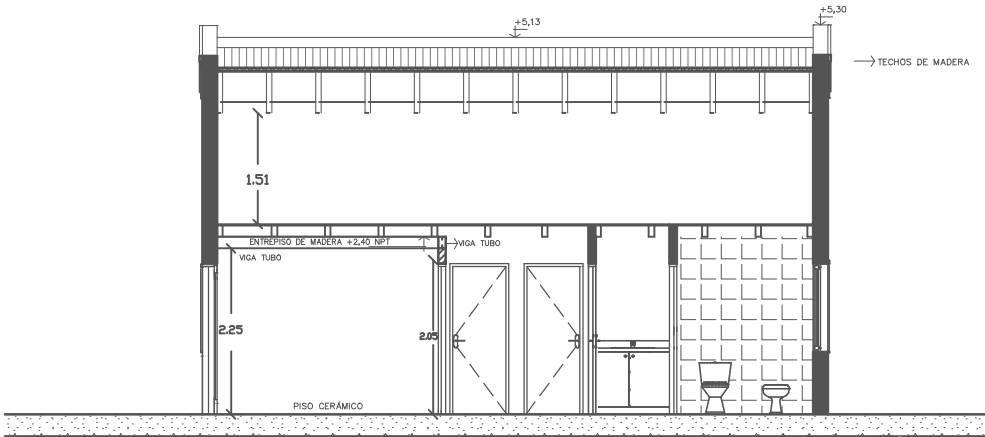 +5,30
+5,13
TECHOS DE MADERA
1.51
ENTREPISO DE MADERA +2,40 NPT
VIGA TUBO
VIGA TUBO
2.25
2.05
PISO CERÁMICO